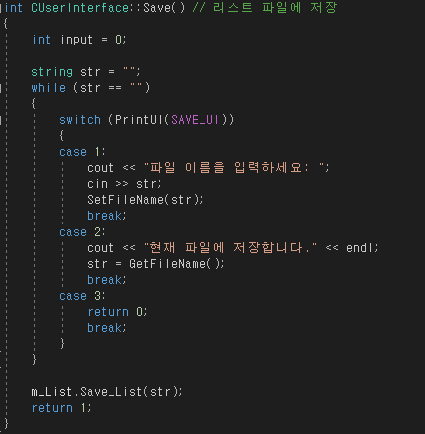 int CUserInterface::Save() // 리스트 파일에 저장
{
    int input = 0;

    string str = "";
    while (str == "")
    {
        switch (PrintUI(SAVE_UI))
        {
        case 1:
            cout << "파일 이름을 입력하세요: ";
            cin >> str;
            SetFileName(str);
            break;
        case 2:
            cout << "현재 파일에 저장합니다." << endl;
            str = GetFileName();
            break;
        case 3:
            return 0;
            break;
        }
    }

    m_List.Save_List(str);
    return 1;
}